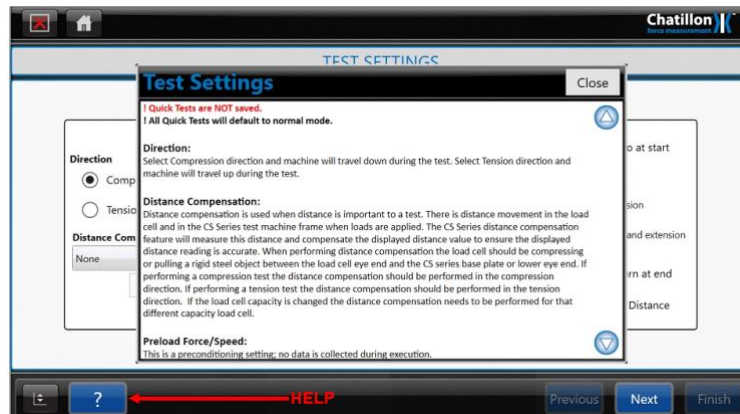 Chatillon
force measurement
TEST SETTINGS
Test Settings
Close
! Quick Tests are NOT saved.
! All Quick Tests will default to normal mode.
Direction:
Select Compression direction and machine will travel down during the test. Select Tension direction and
machine will travel up during the test.
Distance Compensation:
Distance compensation is used when distance is important to a test. There is distance movement in the load
cell and in the CS Series test machine frame when loads are applied. The CS Series distance compensation
feature will measure this distance and compensate the displayed distance value to ensure the displayed
distance reading is accurate. When performing distance compensation the load cell should be compressing
or pulling a rigid steel object between the load cell eye end and the CS series base plate or lower eye end. If
performing a compression test the distance compensation should be performed in the compression
direction. If performing a tension test the distance compensation should be performed in the tension
direction. If the load cell capacity is changed the distance compensation needs to be performed for that
different capacity load cell.
Preload Force/Speed:
This is a preconditioning setting; no data is collected during execution.
Direction
Comp
Tensio
Distance Com
None
o at start
sion
and extension
rn at end
Distance
?
HELP
Previous
Next
Finish